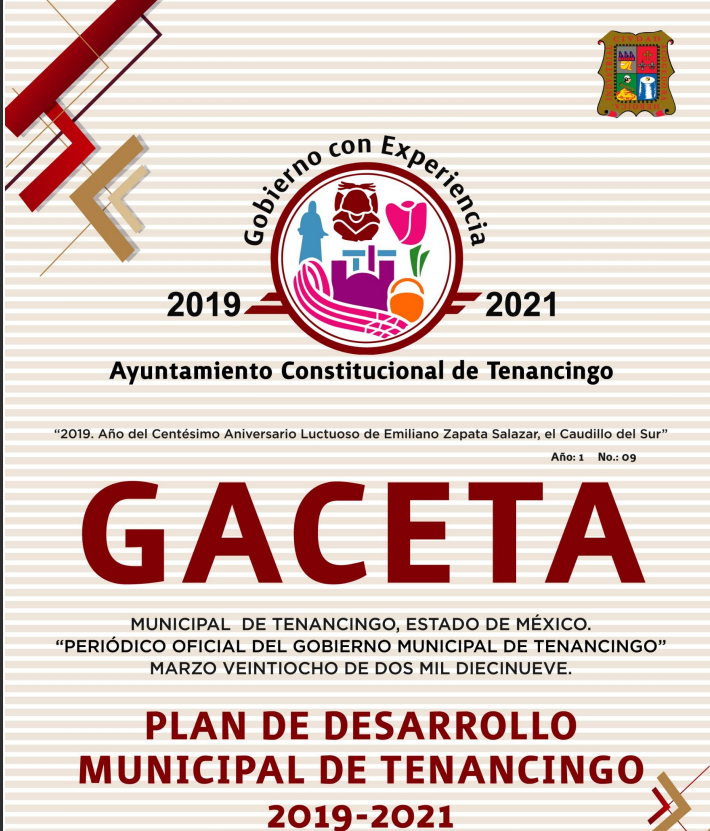 Gobierno con Experiencia
2019 2021
Ayuntamiento Constitucional de Tenancingo
“2019. Año del Centésimo Aniversario Luctuoso de Emiliano Zapata Salazar, el Caudillo del Sur”
Año: 1 No.: 09
GACETA
MUNICIPAL DE TENANCINGO, ESTADO DE MÉXICO.
“PERIÓDICO OFICIAL DEL GOBIERNO MUNICIPAL DE TENANCINGO”
MARZO VEINTIOCHO DE DOS MIL DIECINUEVE.
PLAN DE DESARROLLO
MUNICIPAL DE TENANCINGO
2019-2021